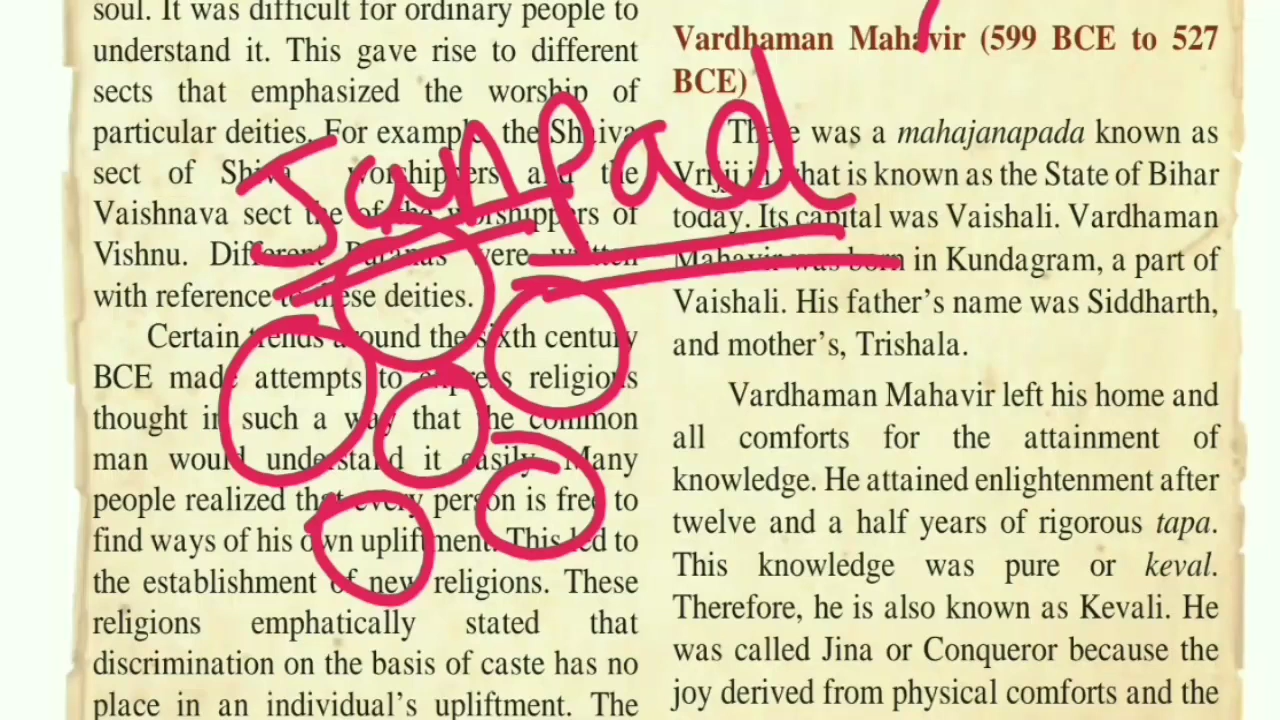 soul. It was difficult for ordinary people to
understand it. This gave rise to different
sects that emphasized the worship of
particular deities. For example, the Shaiva
sect of Shiva worshippers and the
Vaishnava sect the of the worshippers of
Vishnu. Different Puranas were written
with reference to these deities.
Certain trends around the sixth century
BCE made attempts to express religious
thought in such a way that the common
man would understand it easily. Many
people realized that every person is free to
find ways of his own upliftment. This led to
the establishment of new religions. These
religions emphatically stated that
discrimination on the basis of caste has no
place in an individual's upliftment. The
Janpad
Vardhaman Mahavir (599 BCE to 527
BCE)
There was a mahajanapada known as
Vrijji in what is known as the State of Bihar
today. Its capital was Vaishali. Vardhaman
Mahavir was born in Kundagram, a part of
Vaishali. His father's name was Siddharth,
and mother's, Trishala.
Vardhaman Mahavir left his home and
all comforts for the attainment of
knowledge. He attained enlightenment after
twelve and a half years of rigorous tapa.
This knowledge was pure or keval.
Therefore, he is also known as Kevali. He
was called Jina or Conqueror because the
joy derived from physical comforts and the